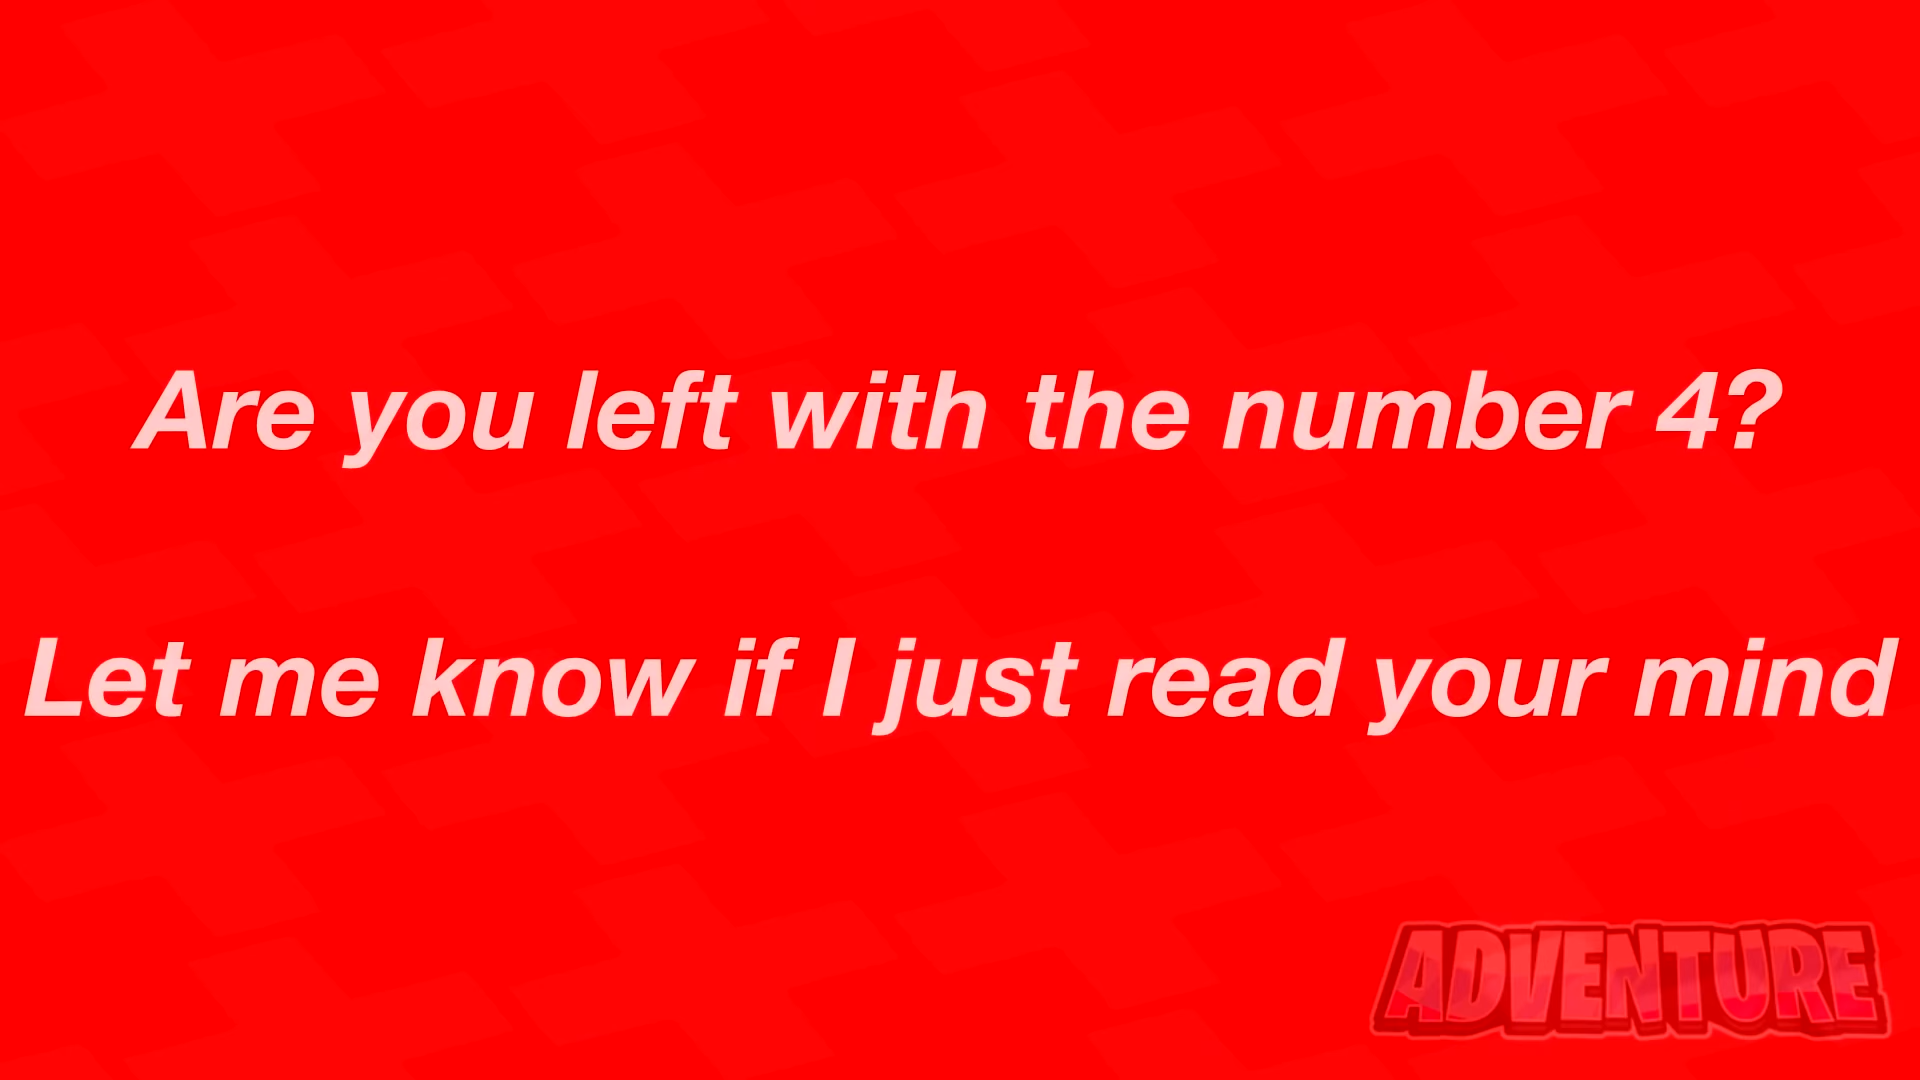 Are you left with the number 4?
Let me know if I just read your mind
ADVENTURE